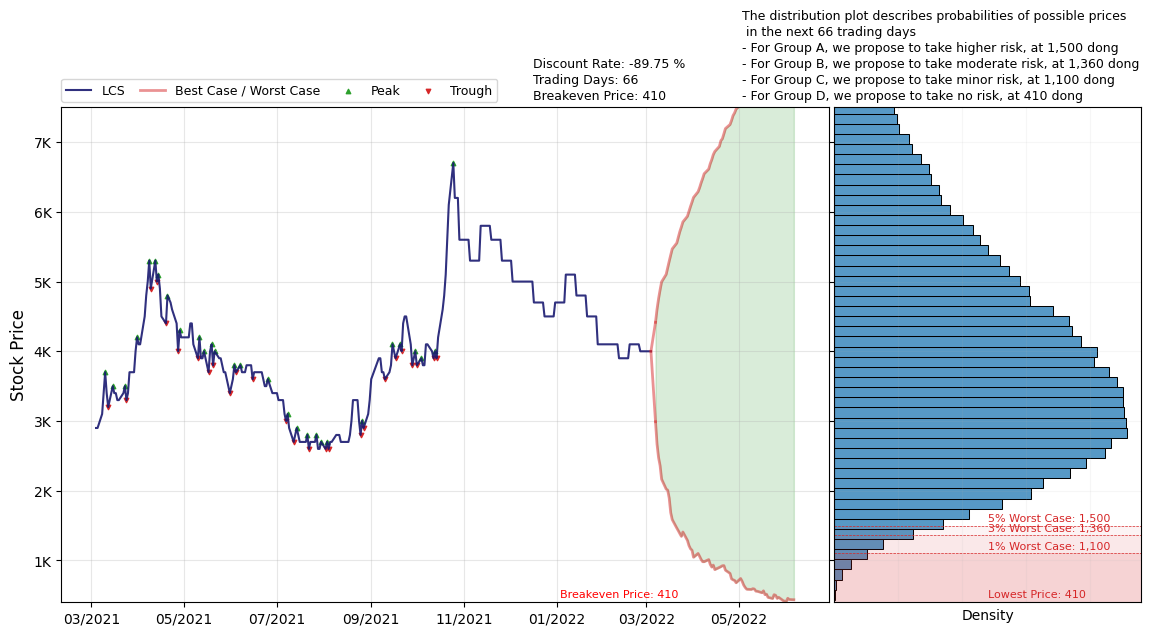 The distribution plot describes probabilities of possible prices
in the next 66 trading days
- For Group A, we propose to take higher risk, at 1,500 dong
- For Group B, we propose to take moderate risk, at 1,360 dong
- For Group C, we propose to take minor risk, at 1,100 dong
- For Group D, we propose to take no risk, at 410 dong
Discount Rate: -89.75 %
Trading Days: 66
Breakeven Price: 410
LCS Best Case / Worst Case Peak Trough
Stock Price
7K
6K
5K
4K
3K
2K
1K
5% Worst Case: 1,500
3% Worst Case: 1,360
1% Worst Case: 1,100
Breakeven Price: 410
Lowest Price: 410
03/2021 05/2021 07/2021 09/2021 11/2021 01/2022 03/2022 05/2022
Density